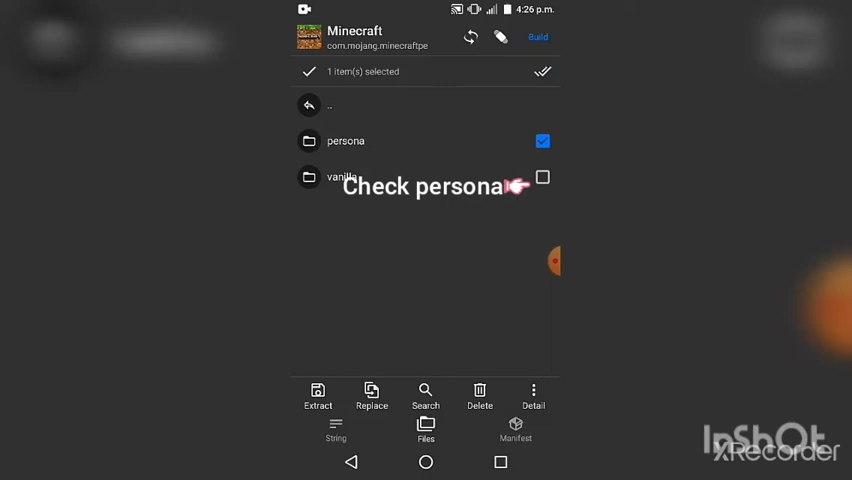 4:26 p.m.
Minecraft
com.mojang.minecraftpe
Build
1 item(s) selected
..
persona
vanilla
Check persona
Extract
Replace
Search
Delete
Detail
String
Files
Manifest
InShOt
XRecorder